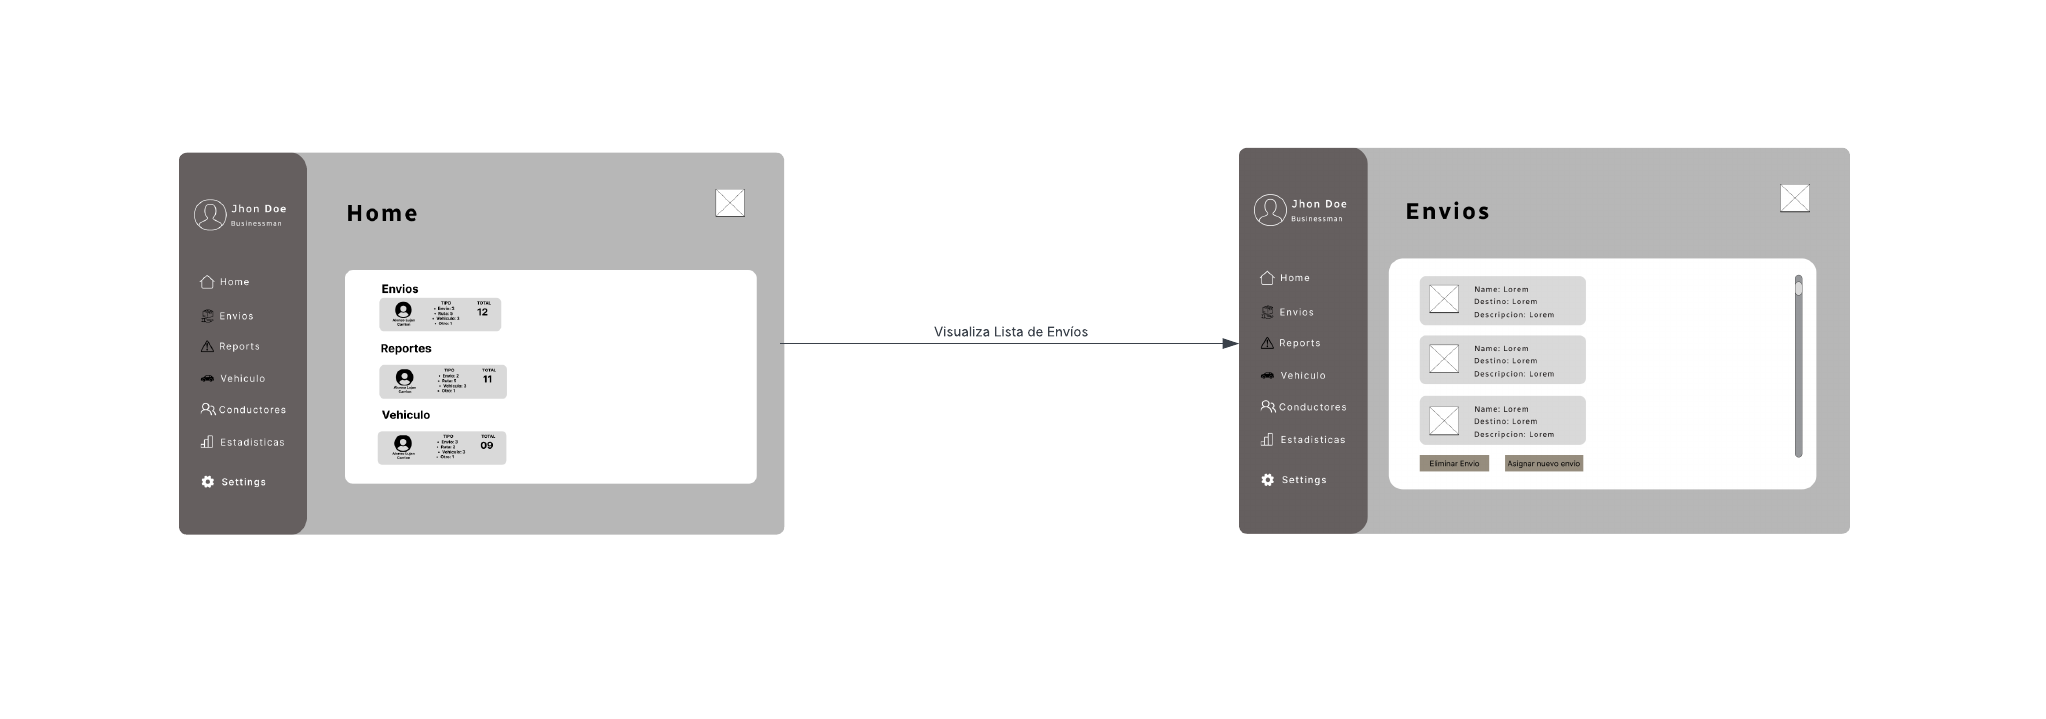 Jhon Doe
Businessman
Home
Envios
Reports
Vehiculo
Conductores
Estadisticas
Settings
Home
Envios
TIPO
TOTAL
12
Reportes
TIPO
TOTAL
11
Vehiculo
TIPO
TOTAL
09
Visualiza Lista de Envíos
Jhon Doe
Businessman
Home
Envios
Reports
Vehiculo
Conductores
Estadisticas
Settings
Envios
Name: Lorem
Destino: Lorem
Descripcion: Lorem
Name: Lorem
Destino: Lorem
Descripcion: Lorem
Name: Lorem
Destino: Lorem
Descripcion: Lorem
Eliminar Envio
Asignar nuevo envio